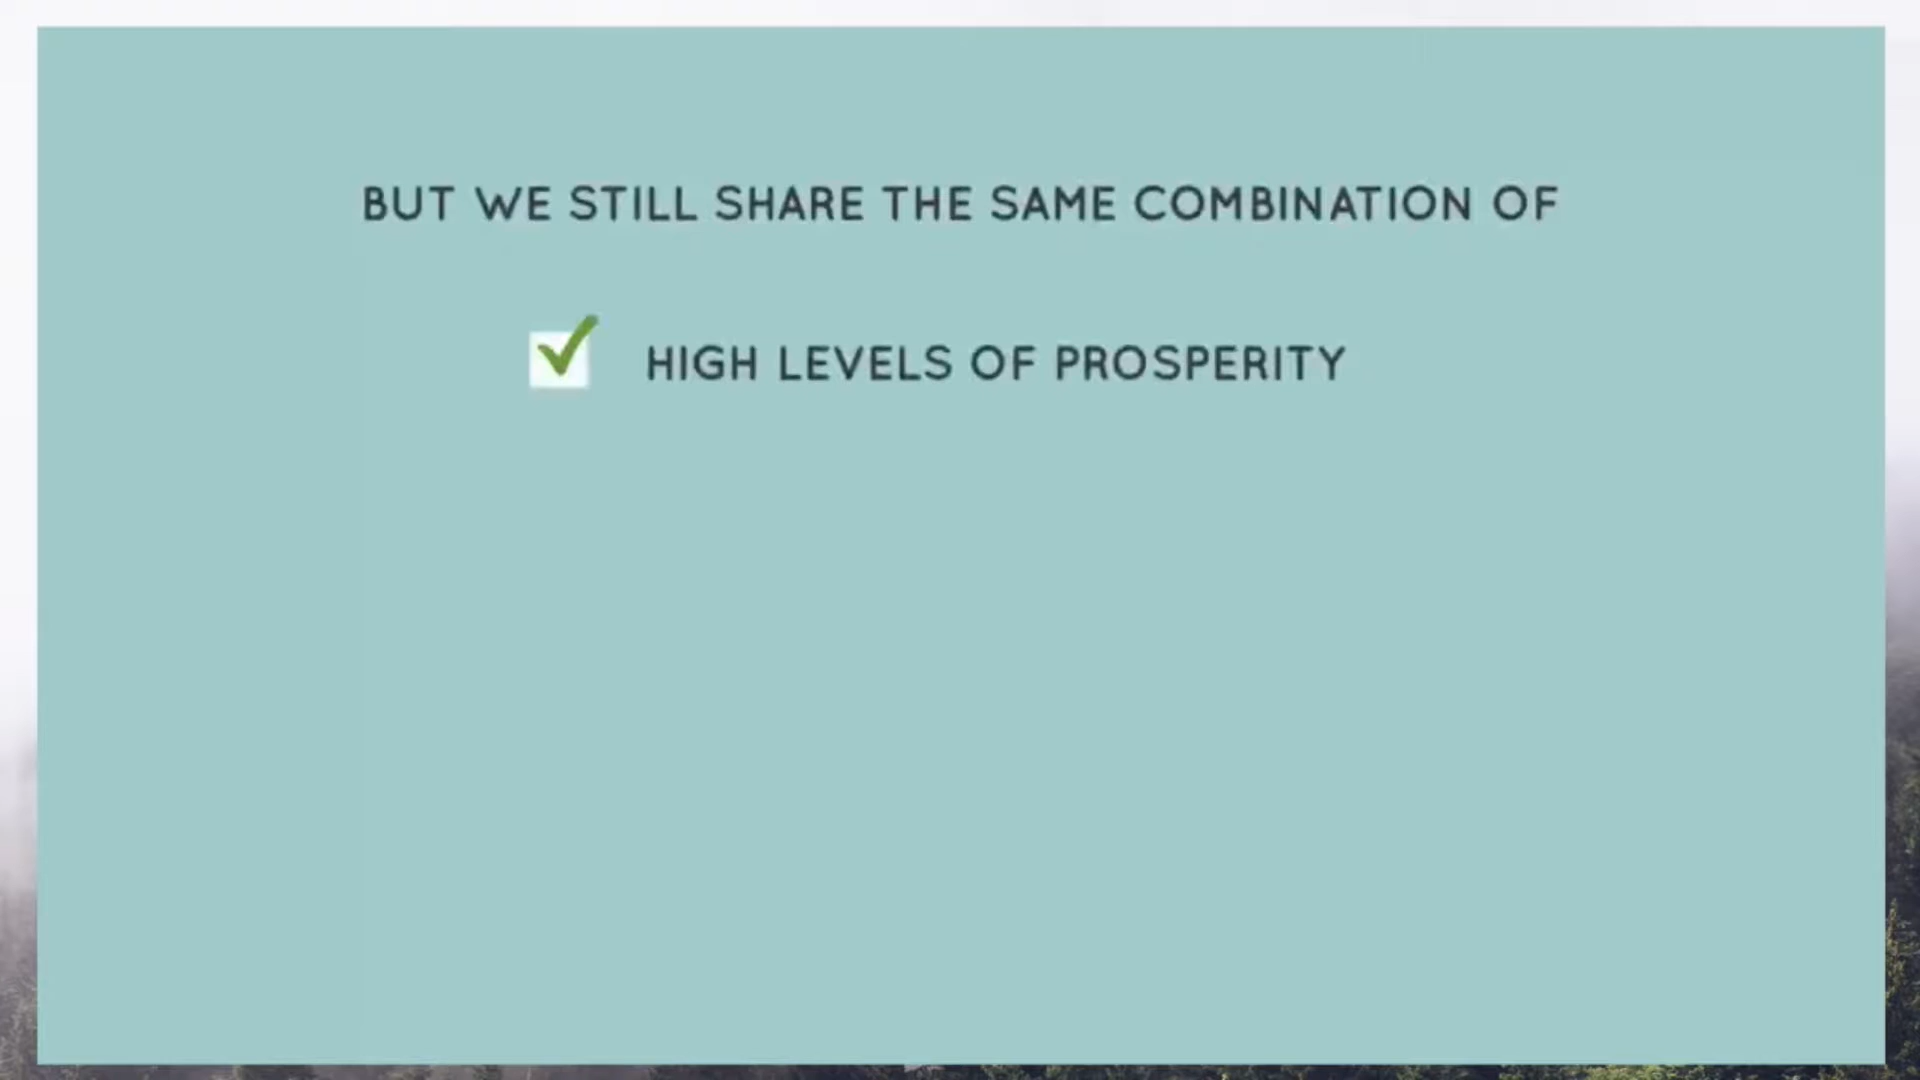 BUT WE STILL SHARE THE SAME COMBINATION OF
HIGH LEVELS OF PROSPERITY